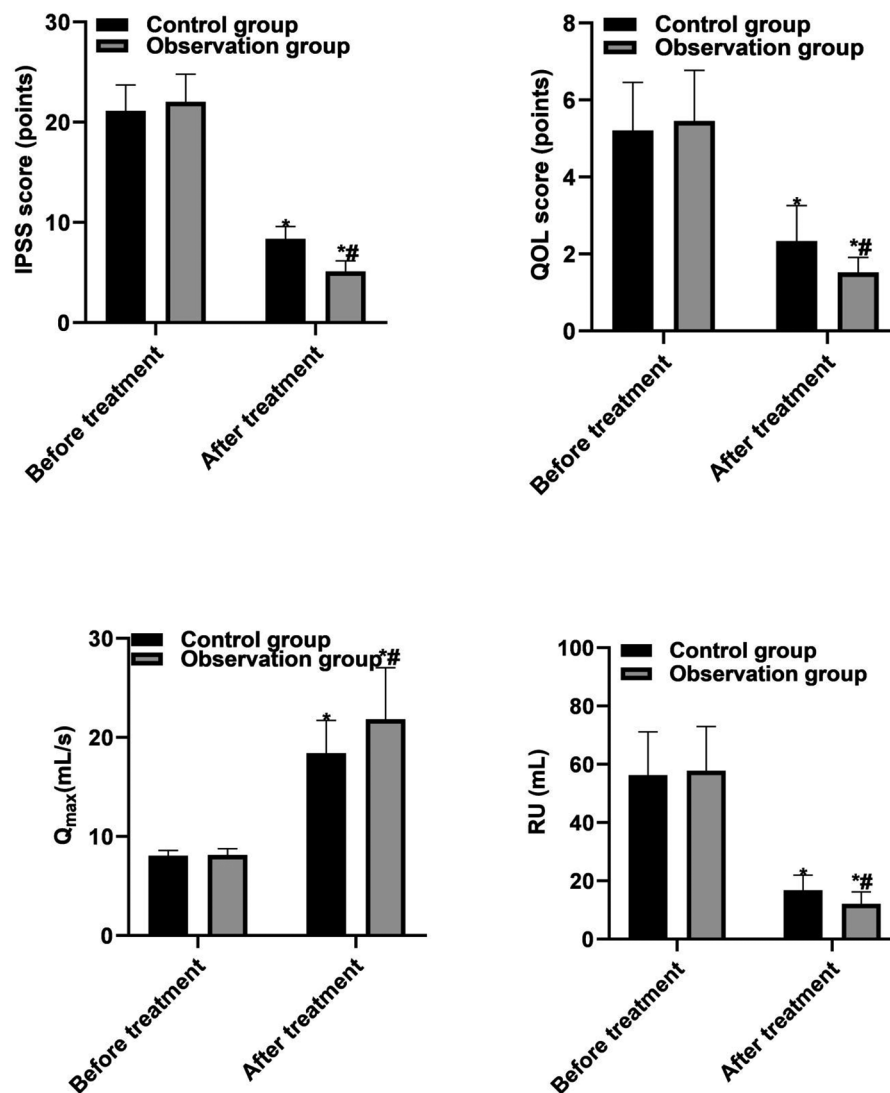 Control group
Observation group
IPSS score (points)
30
20
10
0
*
*#
Before treatment
After treatment
Control group
Observation group
QOL score (points)
8
6
4
2
0
*
*#
Before treatment
After treatment
Control group
Observation group
Qmax(mL/s)
30
20
10
0
*
*#
Before treatment
After treatment
Control group
Observation group
RU (mL)
100
80
60
40
20
0
*
*#
Before treatment
After treatment